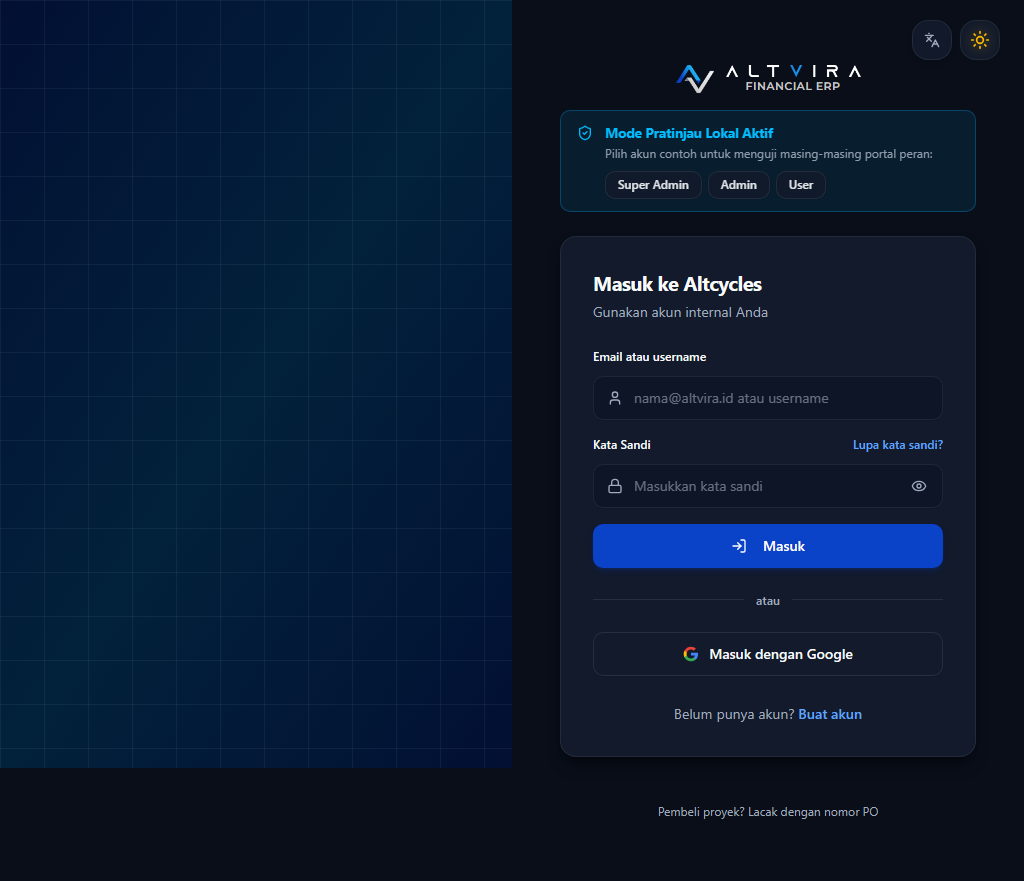 ALTVIRA
FINANCIAL ERP
Mode Pratinjau Lokal Aktif
Pilih akun contoh untuk menguji masing-masing portal peran:
Super Admin Admin User
Masuk ke Altcycles
Gunakan akun internal Anda
Email atau username
nama@altvira.id atau username
Kata Sandi Lupa kata sandi?
Masukkan kata sandi
Masuk
atau
Masuk dengan Google
Belum punya akun? Buat akun
Pembeli proyek? Lacak dengan nomor PO